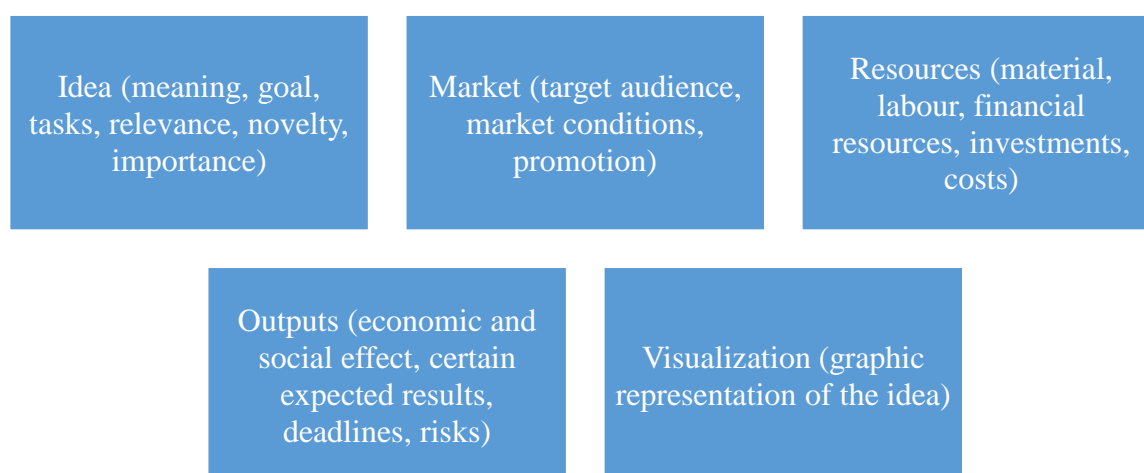 Idea (meaning, goal,
tasks, relevance, novelty,
importance)
Market (target audience,
market conditions,
promotion)
Resources (material,
labour, financial
resources, investments,
costs)
Outputs (economic and
social effect, certain
expected results,
deadlines, risks)
Visualization (graphic
representation of the idea)